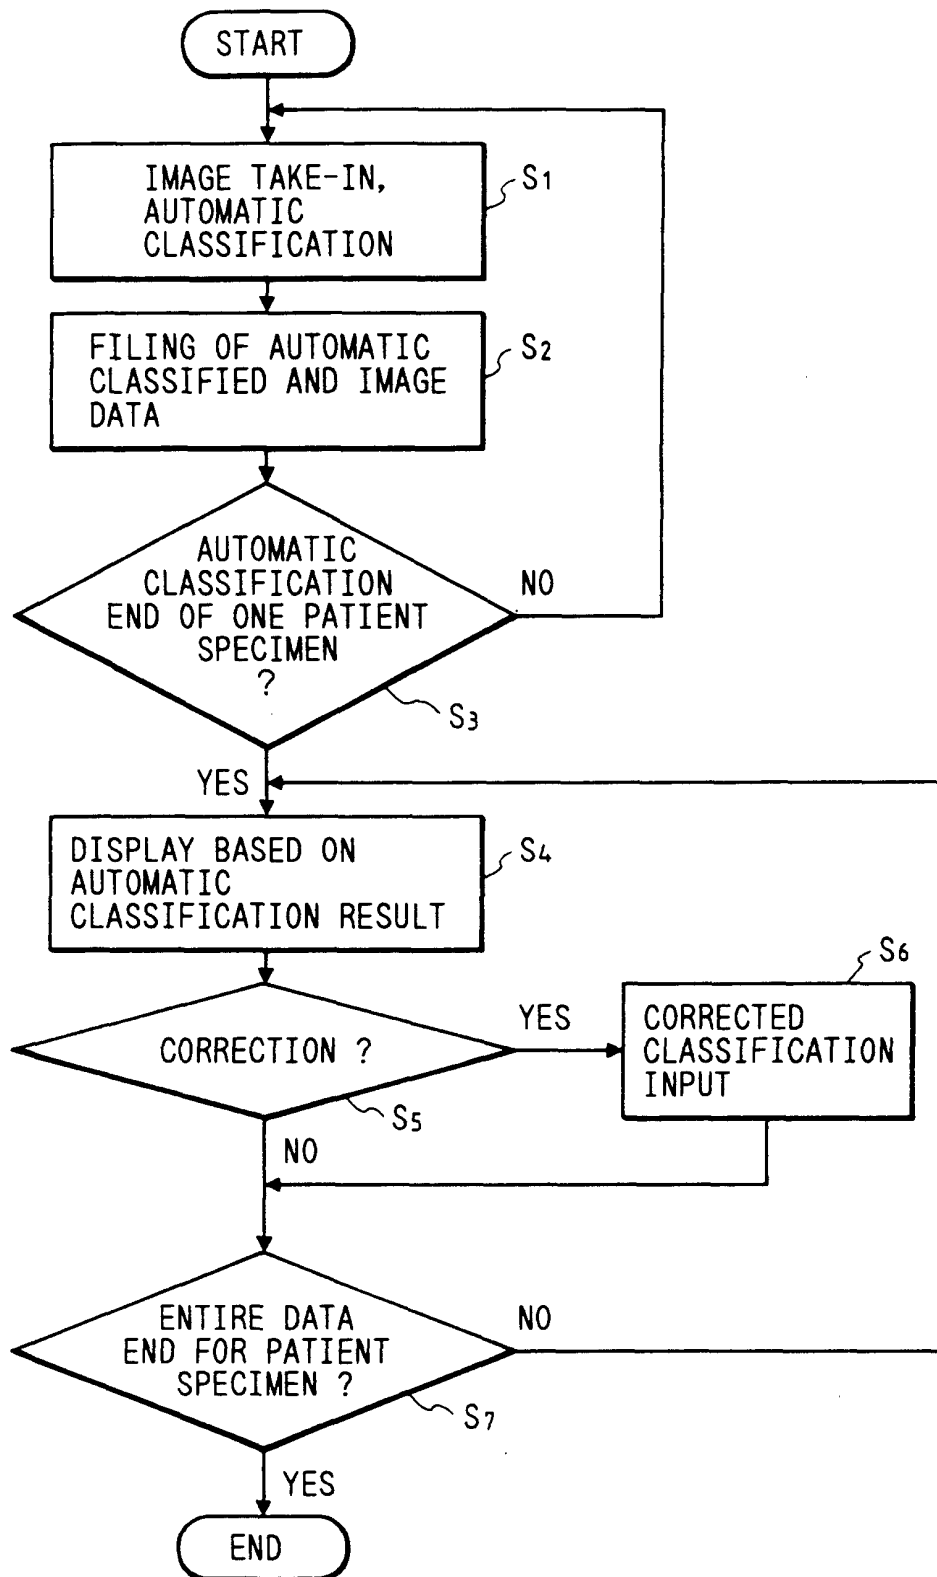 START
IMAGE TAKE-IN,
AUTOMATIC
CLASSIFICATION
S1
FILING OF AUTOMATIC
CLASSIFIED AND IMAGE
DATA
S2
AUTOMATIC
CLASSIFICATION
END OF ONE PATIENT
SPECIMEN
?
NO
S3
YES
DISPLAY BASED ON
AUTOMATIC
CLASSIFICATION RESULT
S4
CORRECTION ?
YES
S5
NO
S6
CORRECTED
CLASSIFICATION
INPUT
ENTIRE DATA
END FOR PATIENT
SPECIMEN ?
NO
S7
YES
END